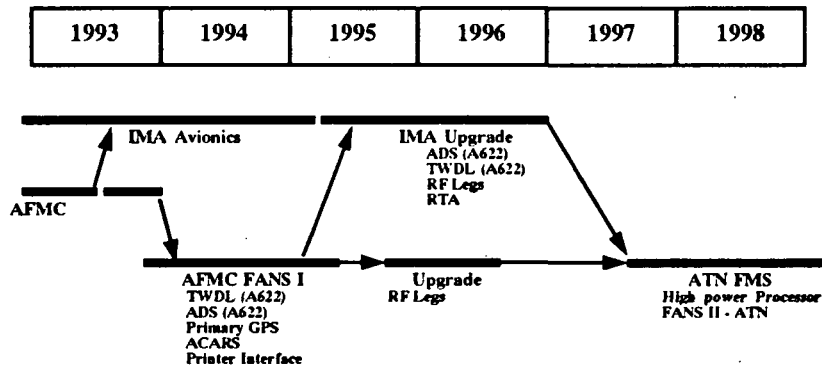 1993 1994 1995 1996 1997 1998
IMA Avionics
IMA Upgrade
ADS (A622)
TWDL (A622)
RF Legs
RTA
AFMC
AFMC FANS I
TWDL (A622)
ADS (A622)
Primary GPS
ACARS
Printer Interface
Upgrade
RF Legs
ATN FMS
High power Processor
FANS II - ATN